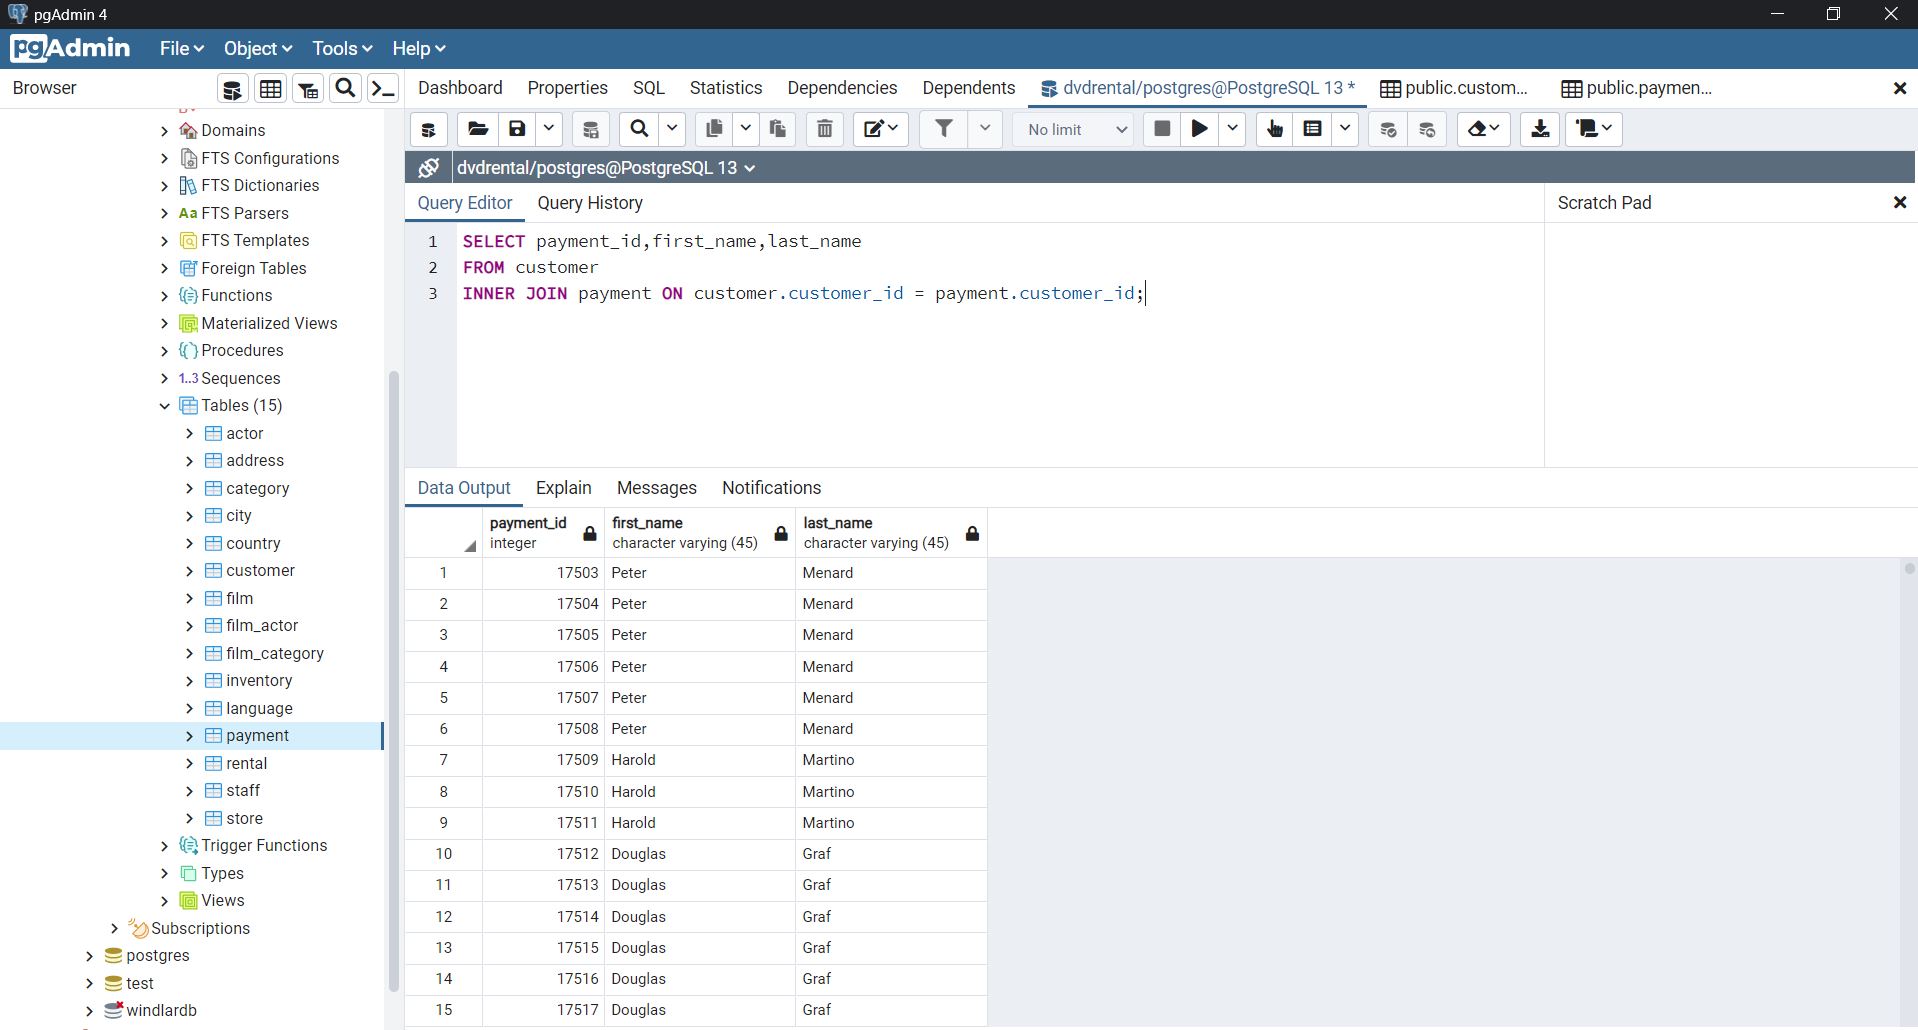 pgAdmin 4
pgAdmin File Object Tools Help
Browser
Dashboard Properties SQL Statistics Dependencies Dependents dvdrental/postgres@PostgreSQL 13 * public.custom... public.paymen...
No limit
dvdrental/postgres@PostgreSQL 13
Query Editor Query History
Scratch Pad
1 SELECT payment_id,first_name,last_name
2 FROM customer
3 INNER JOIN payment ON customer.customer_id = payment.customer_id;
Domains
FTS Configurations
FTS Dictionaries
Aa FTS Parsers
FTS Templates
Foreign Tables
Functions
Materialized Views
Procedures
1..3 Sequences
Tables (15)
actor
address
category
city
country
customer
film
film_actor
film_category
inventory
language
payment
rental
staff
store
Trigger Functions
Types
Views
Subscriptions
postgres
test
windlardb
Data Output Explain Messages Notifications
payment_id first_name last_name
integer character varying (45) character varying (45)
1 17503 Peter Menard
2 17504 Peter Menard
3 17505 Peter Menard
4 17506 Peter Menard
5 17507 Peter Menard
6 17508 Peter Menard
7 17509 Harold Martino
8 17510 Harold Martino
9 17511 Harold Martino
10 17512 Douglas Graf
11 17513 Douglas Graf
12 17514 Douglas Graf
13 17515 Douglas Graf
14 17516 Douglas Graf
15 17517 Douglas Graf